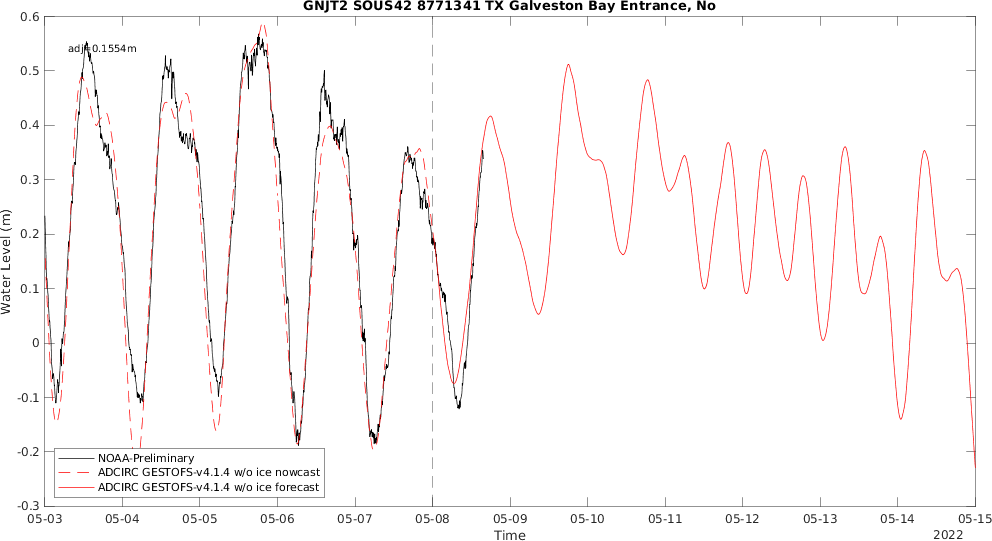 GNJT2 SOUS42 8771341 TX Galveston Bay Entrance, No
adj=0.1554m
0.6
0.5
0.4
0.3
0.2
0.1
0
-0.1
-0.2
-0.3
Water Level (m)
NOAA-Preliminary
ADCIRC GESTOFS-v4.1.4 w/o ice nowcast
ADCIRC GESTOFS-v4.1.4 w/o ice forecast
05-03 05-04 05-05 05-06 05-07 05-08 05-09 05-10 05-11 05-12 05-13 05-14 05-15
Time
2022